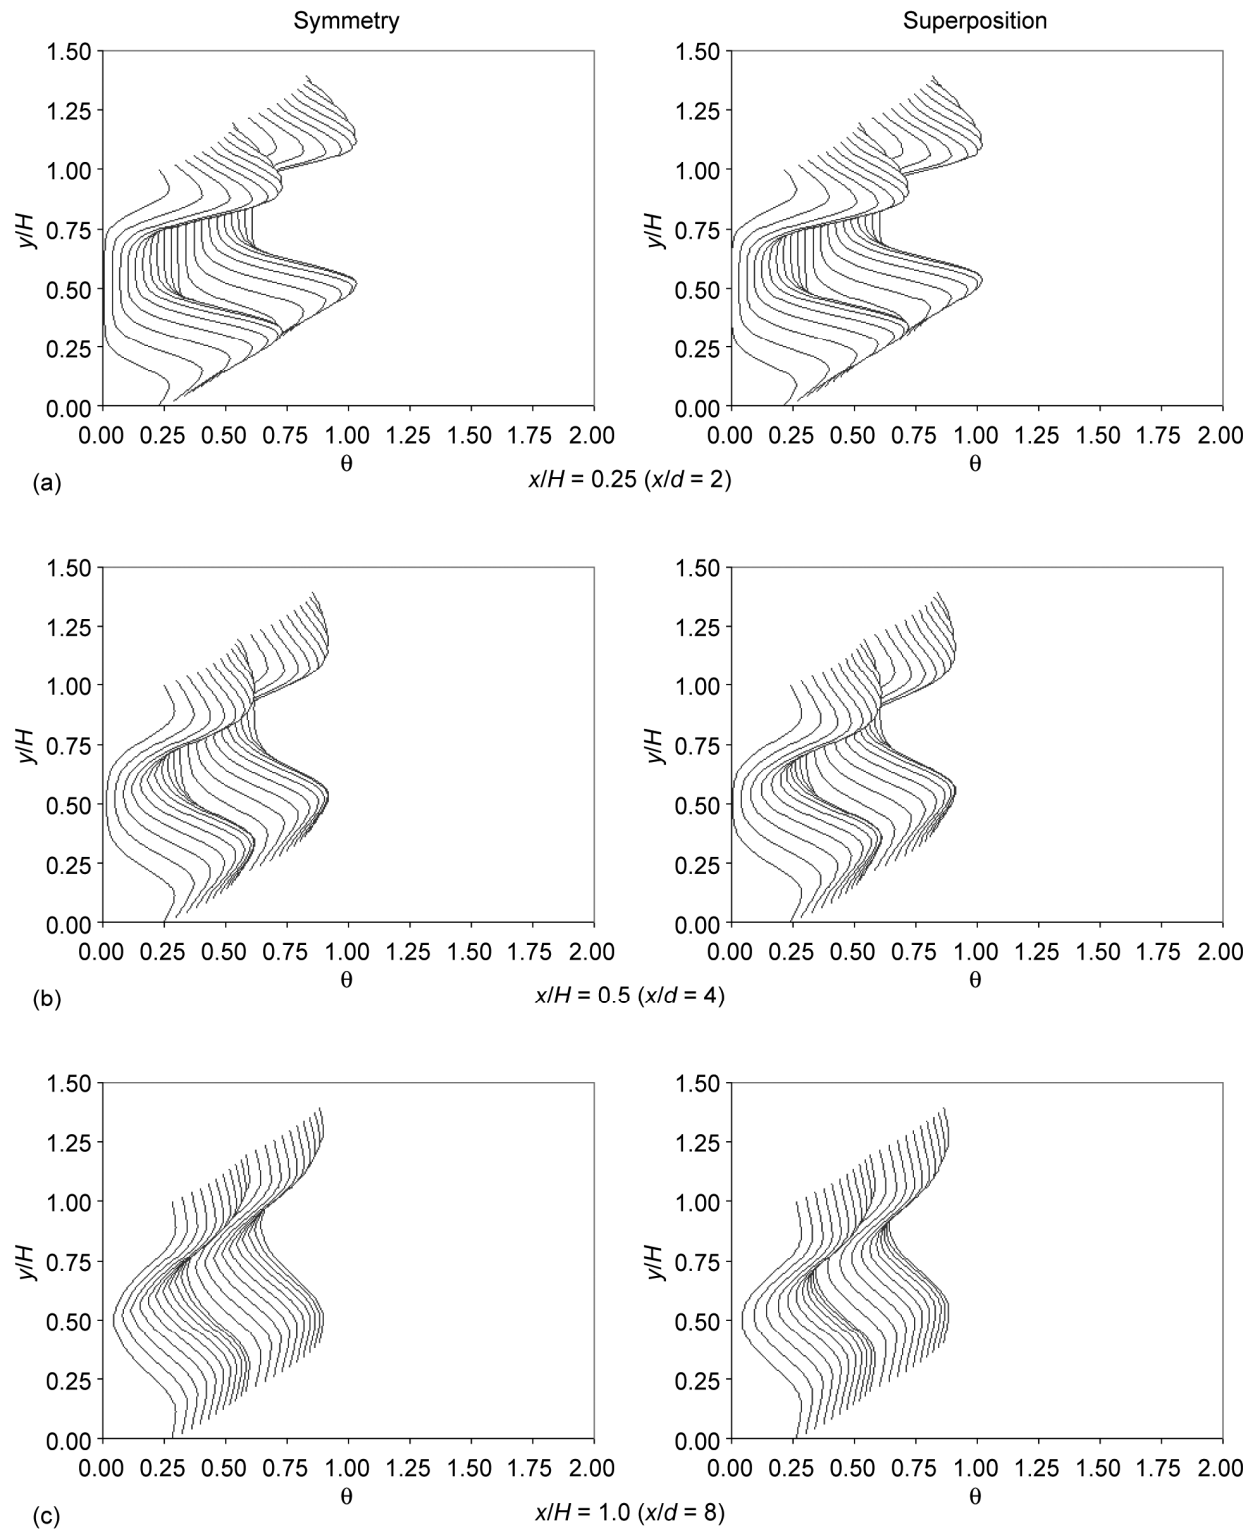 Symmetry Superposition
1.50 1.50
1.25 1.25
1.00 1.00
y/H 0.75 y/H 0.75
0.50 0.50
0.25 0.25
0.00 0.00
0.00 0.25 0.50 0.75 1.00 1.25 1.50 1.75 2.00 0.00 0.25 0.50 0.75 1.00 1.25 1.50 1.75 2.00
θ θ
(a) x/H = 0.25 (x/d = 2)
1.50 1.50
1.25 1.25
1.00 1.00
y/H 0.75 y/H 0.75
0.50 0.50
0.25 0.25
0.00 0.00
0.00 0.25 0.50 0.75 1.00 1.25 1.50 1.75 2.00 0.00 0.25 0.50 0.75 1.00 1.25 1.50 1.75 2.00
θ θ
(b) x/H = 0.5 (x/d = 4)
1.50 1.50
1.25 1.25
1.00 1.00
y/H 0.75 y/H 0.75
0.50 0.50
0.25 0.25
0.00 0.00
0.00 0.25 0.50 0.75 1.00 1.25 1.50 1.75 2.00 0.00 0.25 0.50 0.75 1.00 1.25 1.50 1.75 2.00
θ θ
(c) x/H = 1.0 (x/d = 8)